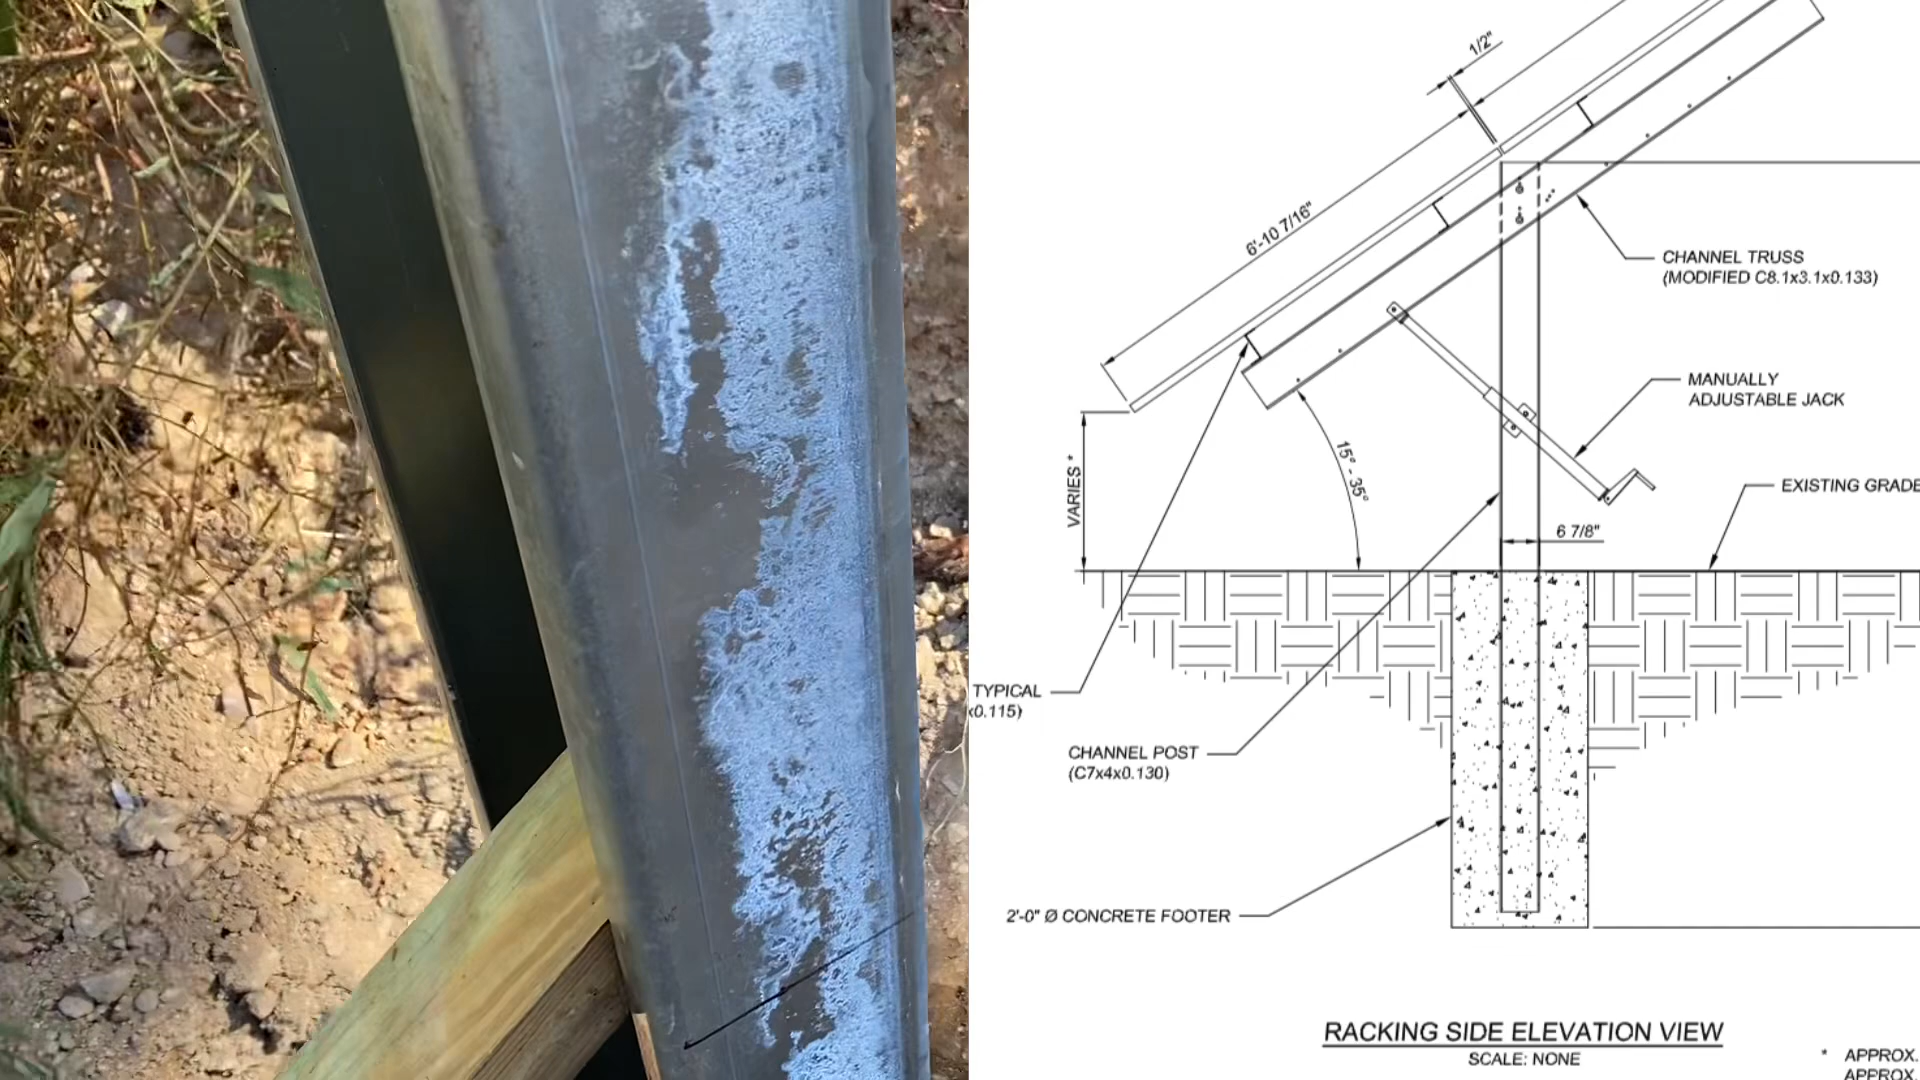 1/2"
6'-10 7/16"
CHANNEL TRUSS
(MODIFIED C8.1x3.1x0.133)
MANUALLY
ADJUSTABLE JACK
15° - 35°
VARIES *
EXISTING GRADE
6 7/8"
TYPICAL
x0.115)
CHANNEL POST
(C7x4x0.130)
2'-0" Ø CONCRETE FOOTER
RACKING SIDE ELEVATION VIEW
SCALE: NONE
* APPROX.
APPROX.